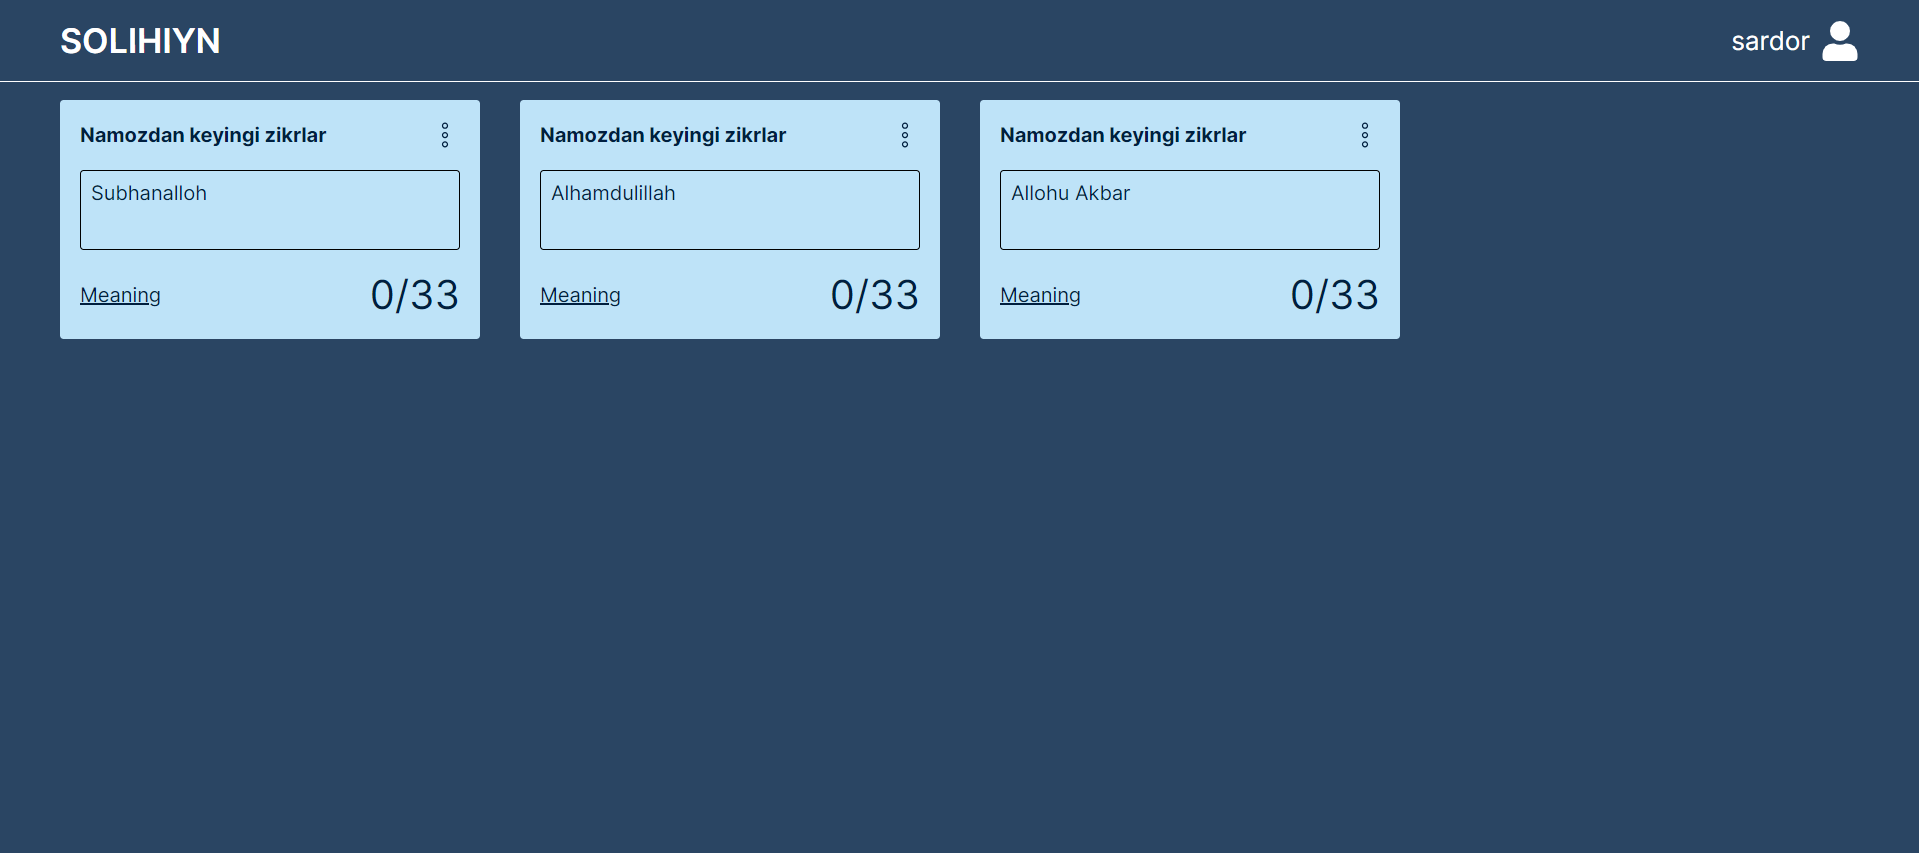 SOLIHIYN
sardor
Namozdan keyingi zikrlar
Subhanalloh
Meaning
0/33
Namozdan keyingi zikrlar
Alhamdulillah
Meaning
0/33
Namozdan keyingi zikrlar
Allohu Akbar
Meaning
0/33